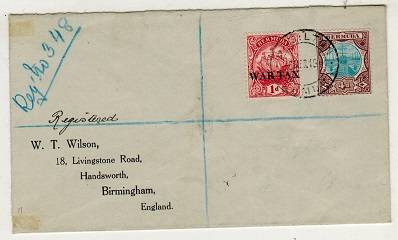 Reg. No 348
BERMUDA
WAR TAX
1d
BERMUDA
Registered
W. T. Wilson,
18, Livingstone Road,
Handsworth,
Birmingham,
England.